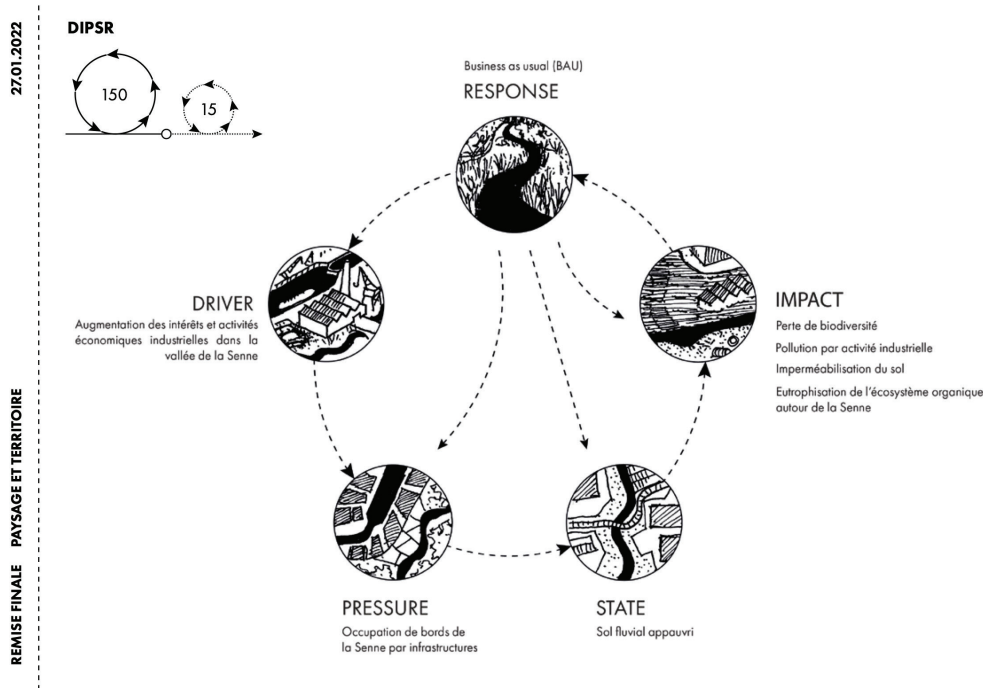 27.01.2022
REMISE FINALE PAYSAGE ET TERRITOIRE
DIPSR
150
15
Business as usual (BAU)
RESPONSE
DRIVER
Augmentation des intérêts et activités
économiques industrielles dans la
vallée de la Senne
IMPACT
Perte de biodiversité
Pollution par activité industrielle
Imperméabilisation du sol
Eutrophisation de l'écosystème organique
autour de la Senne
PRESSURE
Occupation de bords de
la Senne par infrastructures
STATE
Sol fluvial appauvri